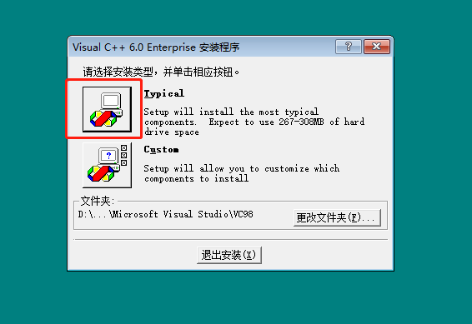 Visual C++ 6.0 Enterprise 安装程序
请选择安装类型，并单击相应按钮。
Typical
Setup will install the most typical
components. Expect to use 267-308MB of hard
drive space
Custom
Setup will allow you to customize which
components to install
文件夹:
D:\...\Microsoft Visual Studio\VC98
更改文件夹(F)...
退出安装(X)